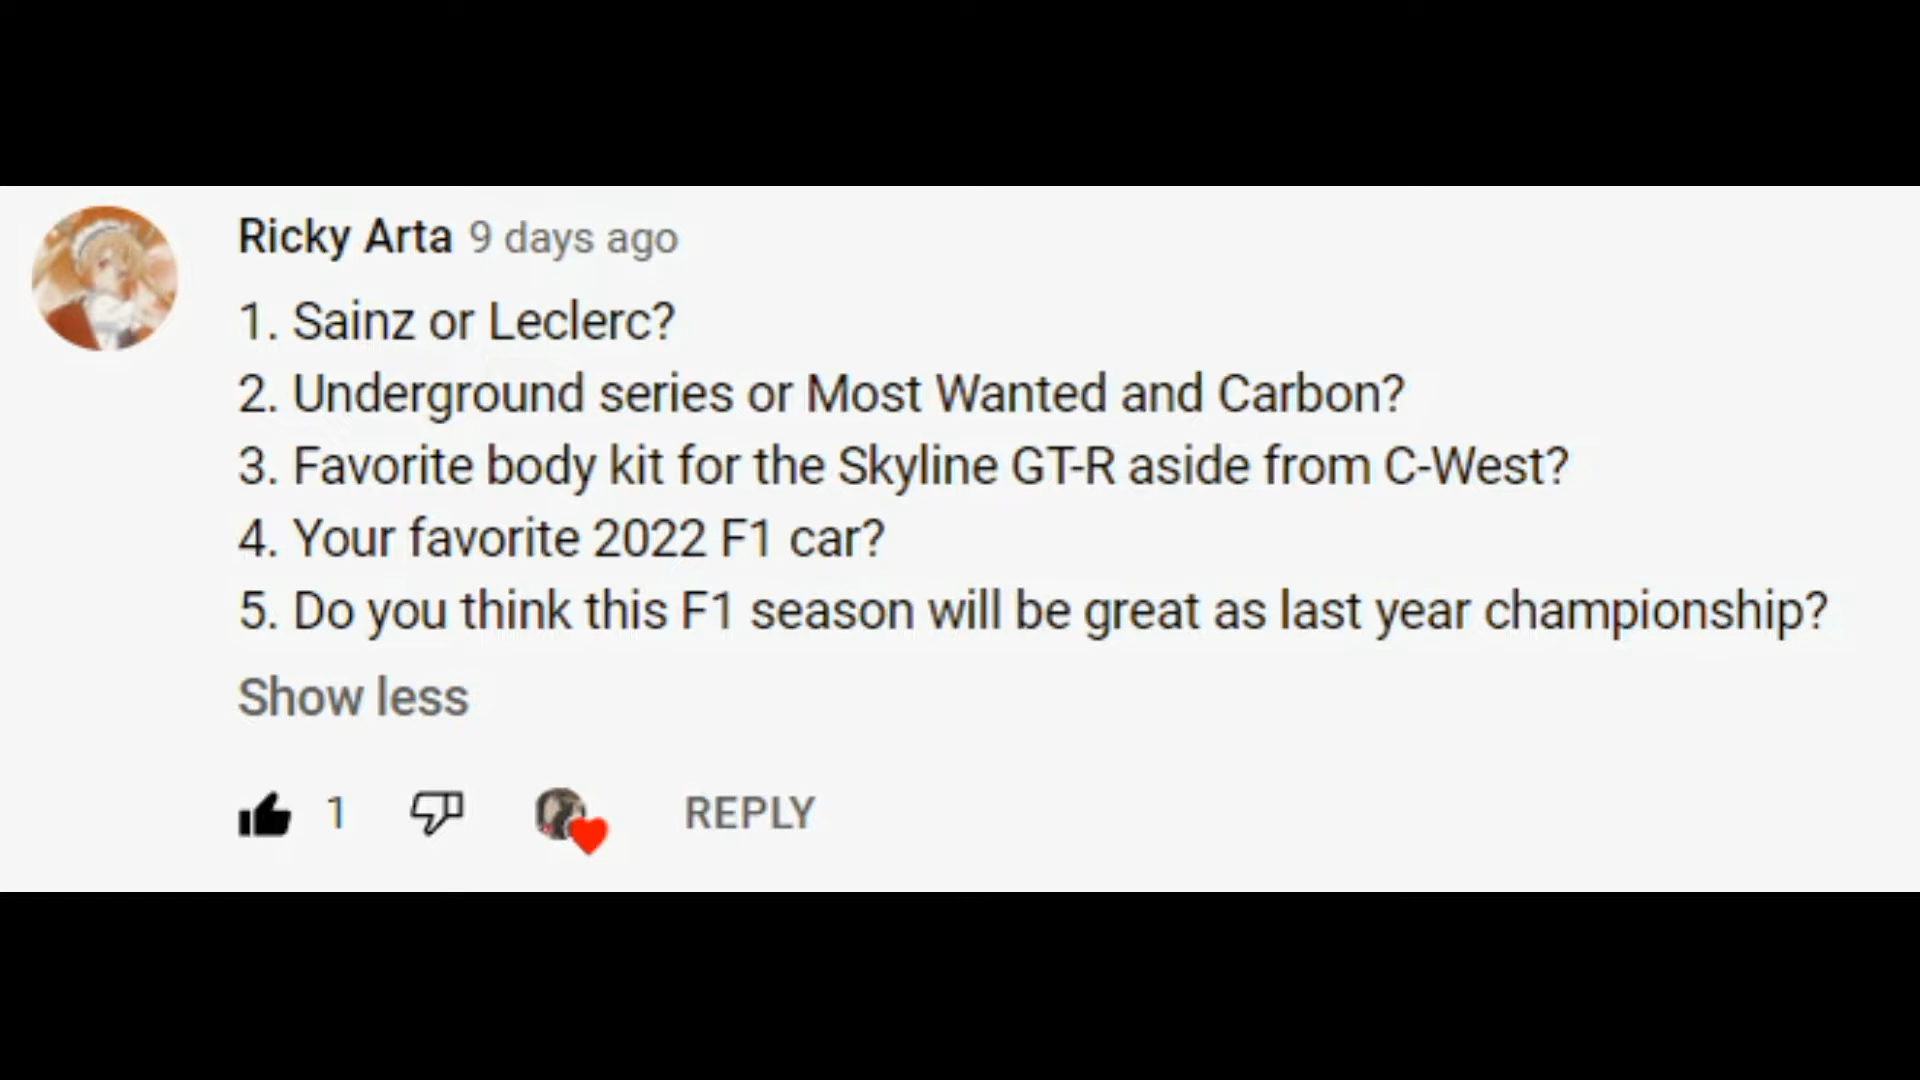 Ricky Arta 9 days ago
1. Sainz or Leclerc?
2. Underground series or Most Wanted and Carbon?
3. Favorite body kit for the Skyline GT-R aside from C-West?
4. Your favorite 2022 F1 car?
5. Do you think this F1 season will be great as last year championship?
Show less
1 REPLY